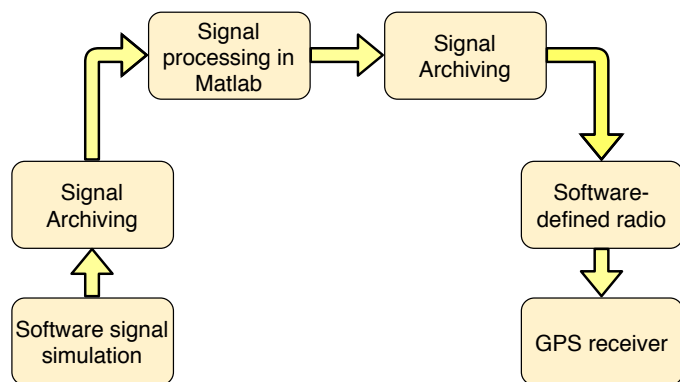 Signal
processing in
Matlab
Signal
Archiving
Signal
Archiving
Software-
defined radio
Software signal
simulation
GPS receiver